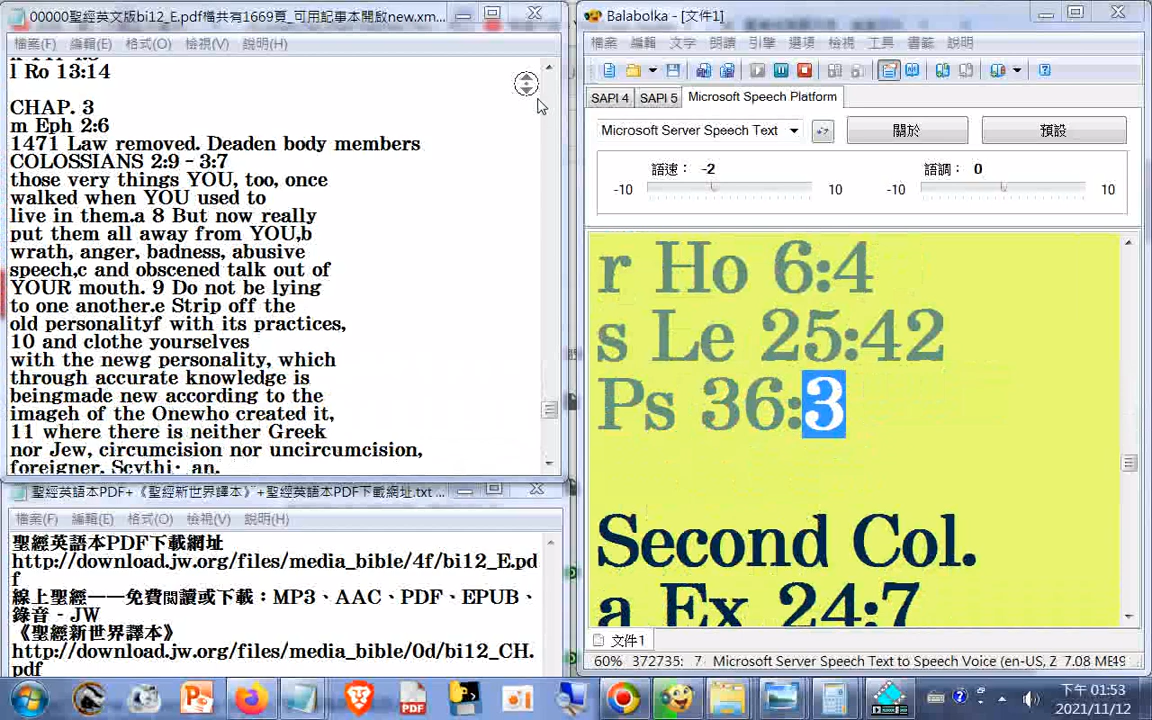 00000聖經英文版bi12_E.pdf檔共有1669頁_可用記事本開啟new.xm...
檔案(F) 編輯(E) 格式(O) 檢視(V) 說明(H)
l Ro 13:14
CHAP. 3
m Eph 2:6
1471 Law removed. Deaden body members
COLOSSIANS 2:9 – 3:7
those very things YOU, too, once
walked when YOU used to
live in them.a 8 But now really
put them all away from YOU,b
wrath, anger, badness, abusive
speech,c and obscened talk out of
YOUR mouth. 9 Do not be lying
to one another.e Strip off the
old personalityf with its practices,
10 and clothe yourselves
with the newg personality, which
through accurate knowledge is
beingmade new according to the
imageh of the Onewho created it,
11 where there is neither Greek
nor Jew, circumcision nor uncircumcision,
foreigner, Scythi· an,
聖經英語本PDF+《聖經新世界譯本》+聖經英語本PDF下載網址.txt ...
檔案(F) 編輯(E) 格式(O) 檢視(V) 說明(H)
聖經英語本PDF下載網址
http://download.jw.org/files/media_bible/4f/bi12_E.pd
f
線上聖經——免費閱讀或下載：MP3、AAC、PDF、EPUB、
錄音 - JW
《聖經新世界譯本》
http://download.jw.org/files/media_bible/0d/bi12_CH.
pdf
Balabolka - [文件1]
檔案 編輯 文字 朗讀 引擎 選項 檢視 工具 書籤 說明
SAPI 4 SAPI 5 Microsoft Speech Platform
Microsoft Server Speech Text 關於 預設
語速： -2 語調： 0
-10 10 -10 10
r Ho 6:4
s Le 25:42
Ps 36:3
Second Col.
a Ex 24:7
文件1
60% 372735: 7 Microsoft Server Speech Text to Speech Voice (en-US, Z 7.08 MB
下午 01:53
2021/11/12